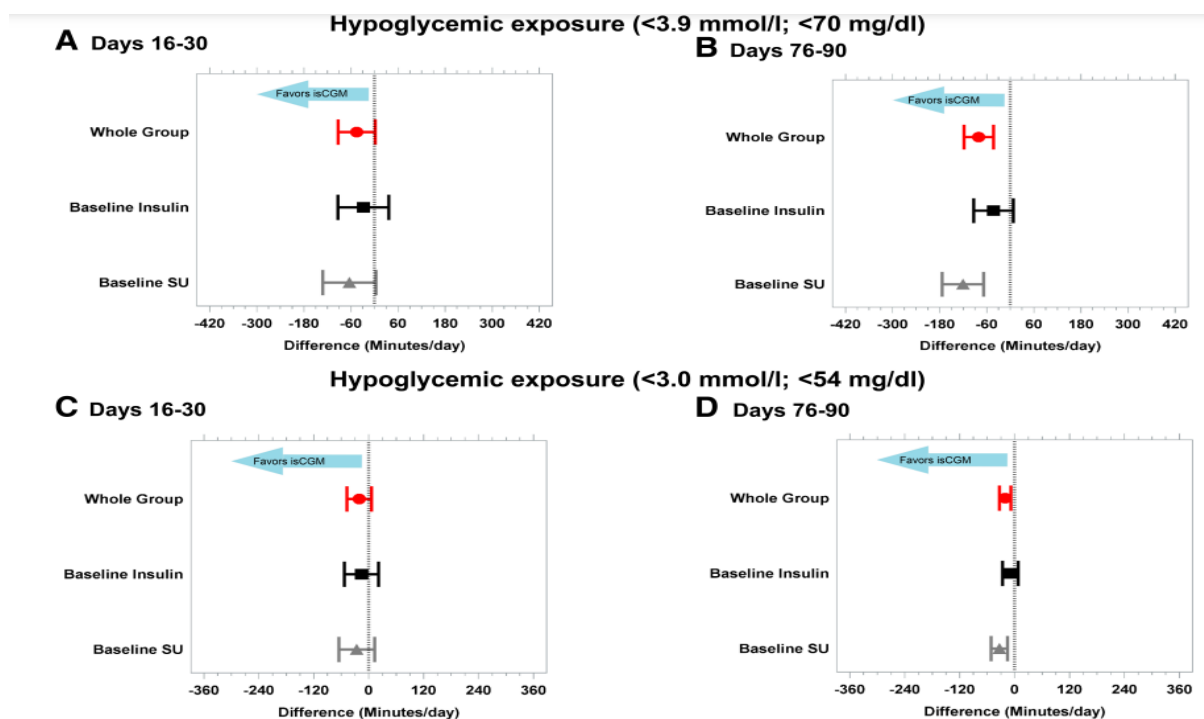 Hypoglycemic exposure (<3.9 mmol/l; <70 mg/dl)
A Days 16-30
Favors isCGM
Whole Group
Baseline Insulin
Baseline SU
-420 -300 -180 -60 60 180 300 420
Difference (Minutes/day)
B Days 76-90
Favors isCGM
Whole Group
Baseline Insulin
Baseline SU
-420 -300 -180 -60 60 180 300 420
Difference (Minutes/day)
Hypoglycemic exposure (<3.0 mmol/l; <54 mg/dl)
C Days 16-30
Favors isCGM
Whole Group
Baseline Insulin
Baseline SU
-360 -240 -120 0 120 240 360
Difference (Minutes/day)
D Days 76-90
Favors isCGM
Whole Group
Baseline Insulin
Baseline SU
-360 -240 -120 0 120 240 360
Difference (Minutes/day)